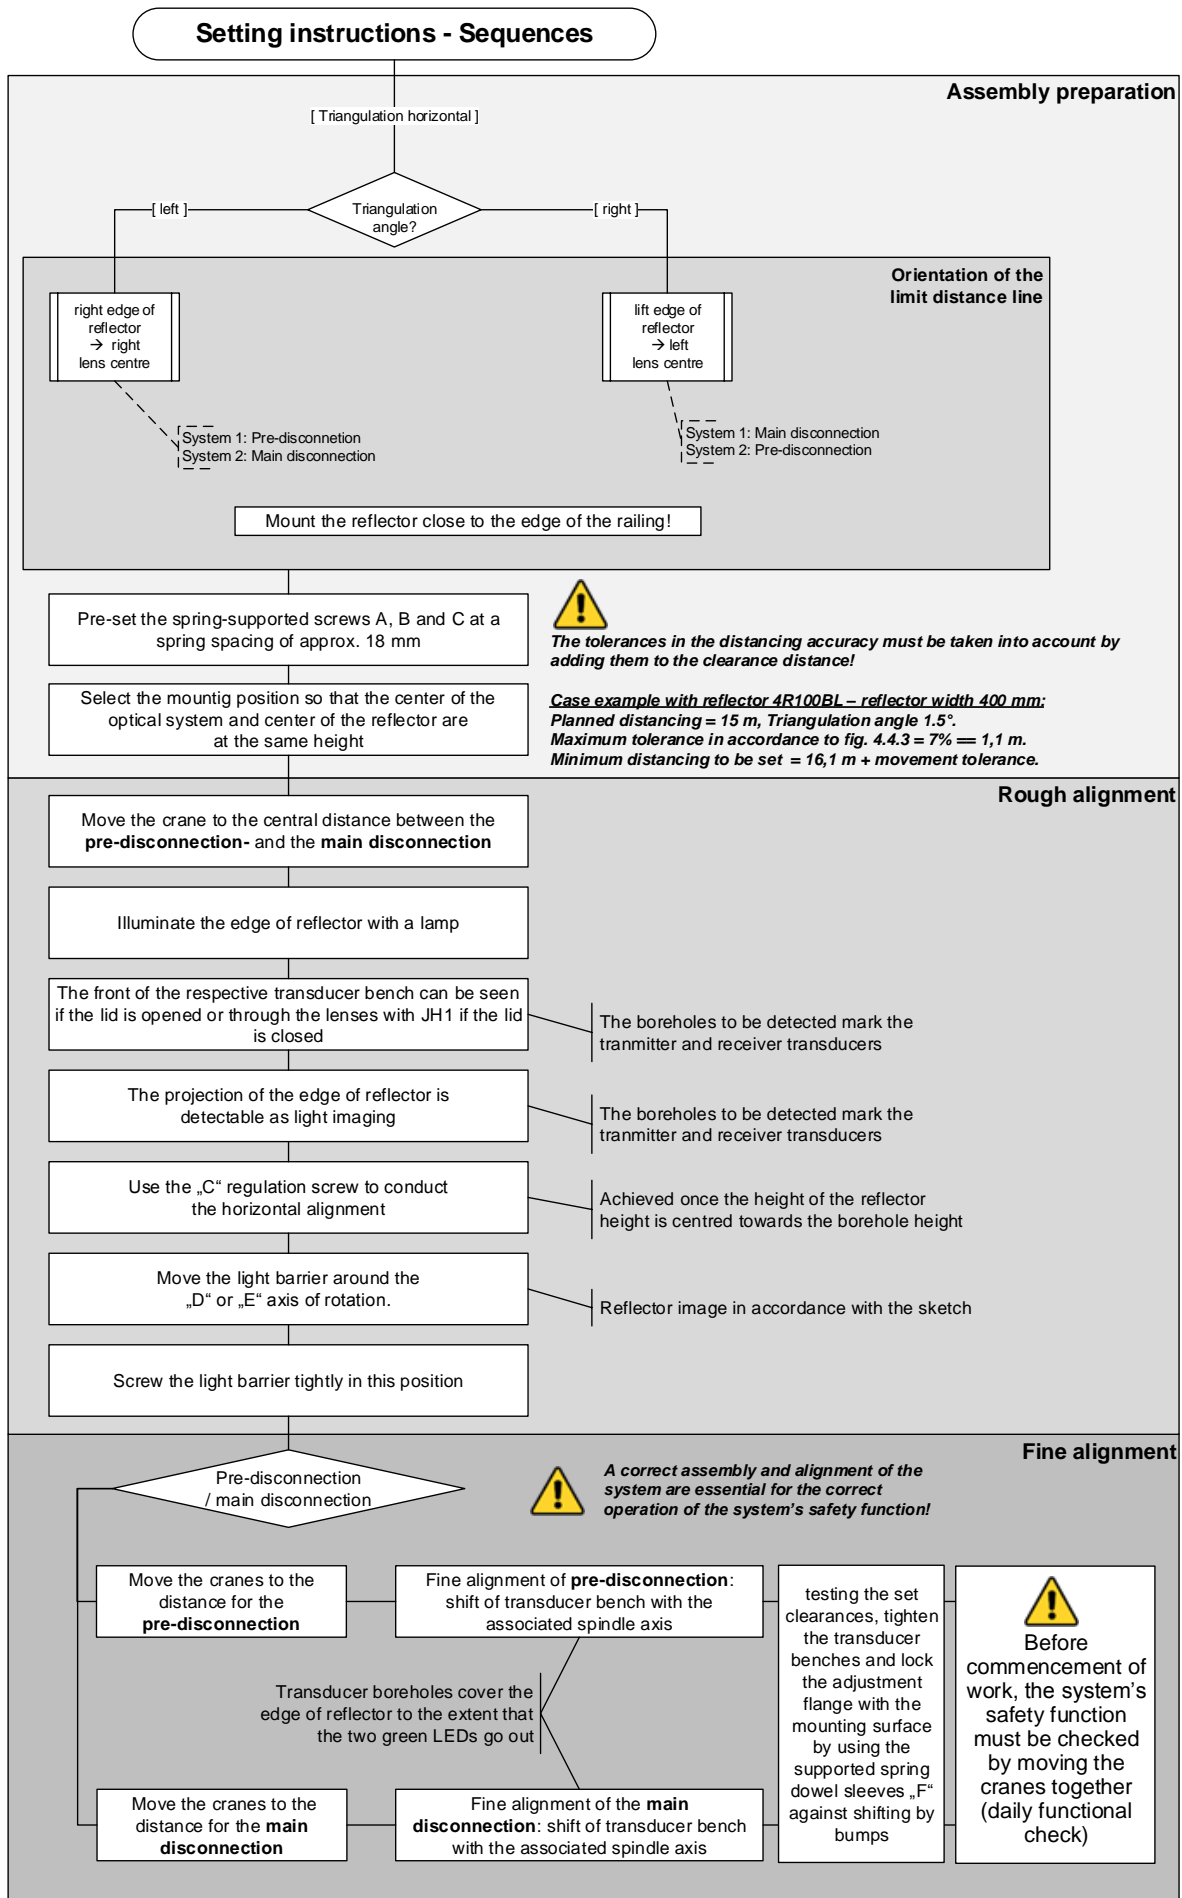 Setting instructions - Sequences
Assembly preparation
[ Triangulation horizontal ]
Triangulation
angle?
[ left ]
[ right ]
Orientation of the
limit distance line
right edge of
reflector
→ right
lens centre
lift edge of
reflector
→ left
lens centre
System 1: Pre-disconnetion
System 2: Main disconnection
System 1: Main disconnection
System 2: Pre-disconnection
Mount the reflector close to the edge of the railing!
Pre-set the spring-supported screws A, B and C at a
spring spacing of approx. 18 mm
The tolerances in the distancing accuracy must be taken into account by
adding them to the clearance distance!
Select the mountig position so that the center of the
optical system and center of the reflector are
at the same height
Case example with reflector 4R100BL – reflector width 400 mm:
Planned distancing = 15 m, Triangulation angle 1.5°.
Maximum tolerance in accordance to fig. 4.4.3 = 7% == 1,1 m.
Minimum distancing to be set = 16,1 m + movement tolerance.
Rough alignment
Move the crane to the central distance between the
pre-disconnection- and the main disconnection
Illuminate the edge of reflector with a lamp
The front of the respective transducer bench can be seen
if the lid is opened or through the lenses with JH1 if the lid
is closed
The boreholes to be detected mark the
tranmitter and receiver transducers
The projection of the edge of reflector is
detectable as light imaging
The boreholes to be detected mark the
tranmitter and receiver transducers
Use the „C“ regulation screw to conduct
the horizontal alignment
Achieved once the height of the reflector
height is centred towards the borehole height
Move the light barrier around the
„D“ or „E“ axis of rotation.
Reflector image in accordance with the sketch
Screw the light barrier tightly in this position
Fine alignment
Pre-disconnection
/ main disconnection
A correct assembly and alignment of the
system are essential for the correct
operation of the system's safety function!
Move the cranes to the
distance for the
pre-disconnection
Fine alignment of pre-disconnection:
shift of transducer bench with the
associated spindle axis
Transducer boreholes cover the
edge of reflector to the extent that
the two green LEDs go out
Move the cranes to the
distance for the main
disconnection
Fine alignment of the main
disconnection: shift of transducer bench
with the associated spindle axis
testing the set
clearances, tighten
the transducer
benches and lock
the adjustment
flange with the
mounting surface
by using the
supported spring
dowel sleeves „F“
against shifting by
bumps
Before
commencement of
work, the system's
safety function
must be checked
by moving the
cranes together
(daily functional
check)